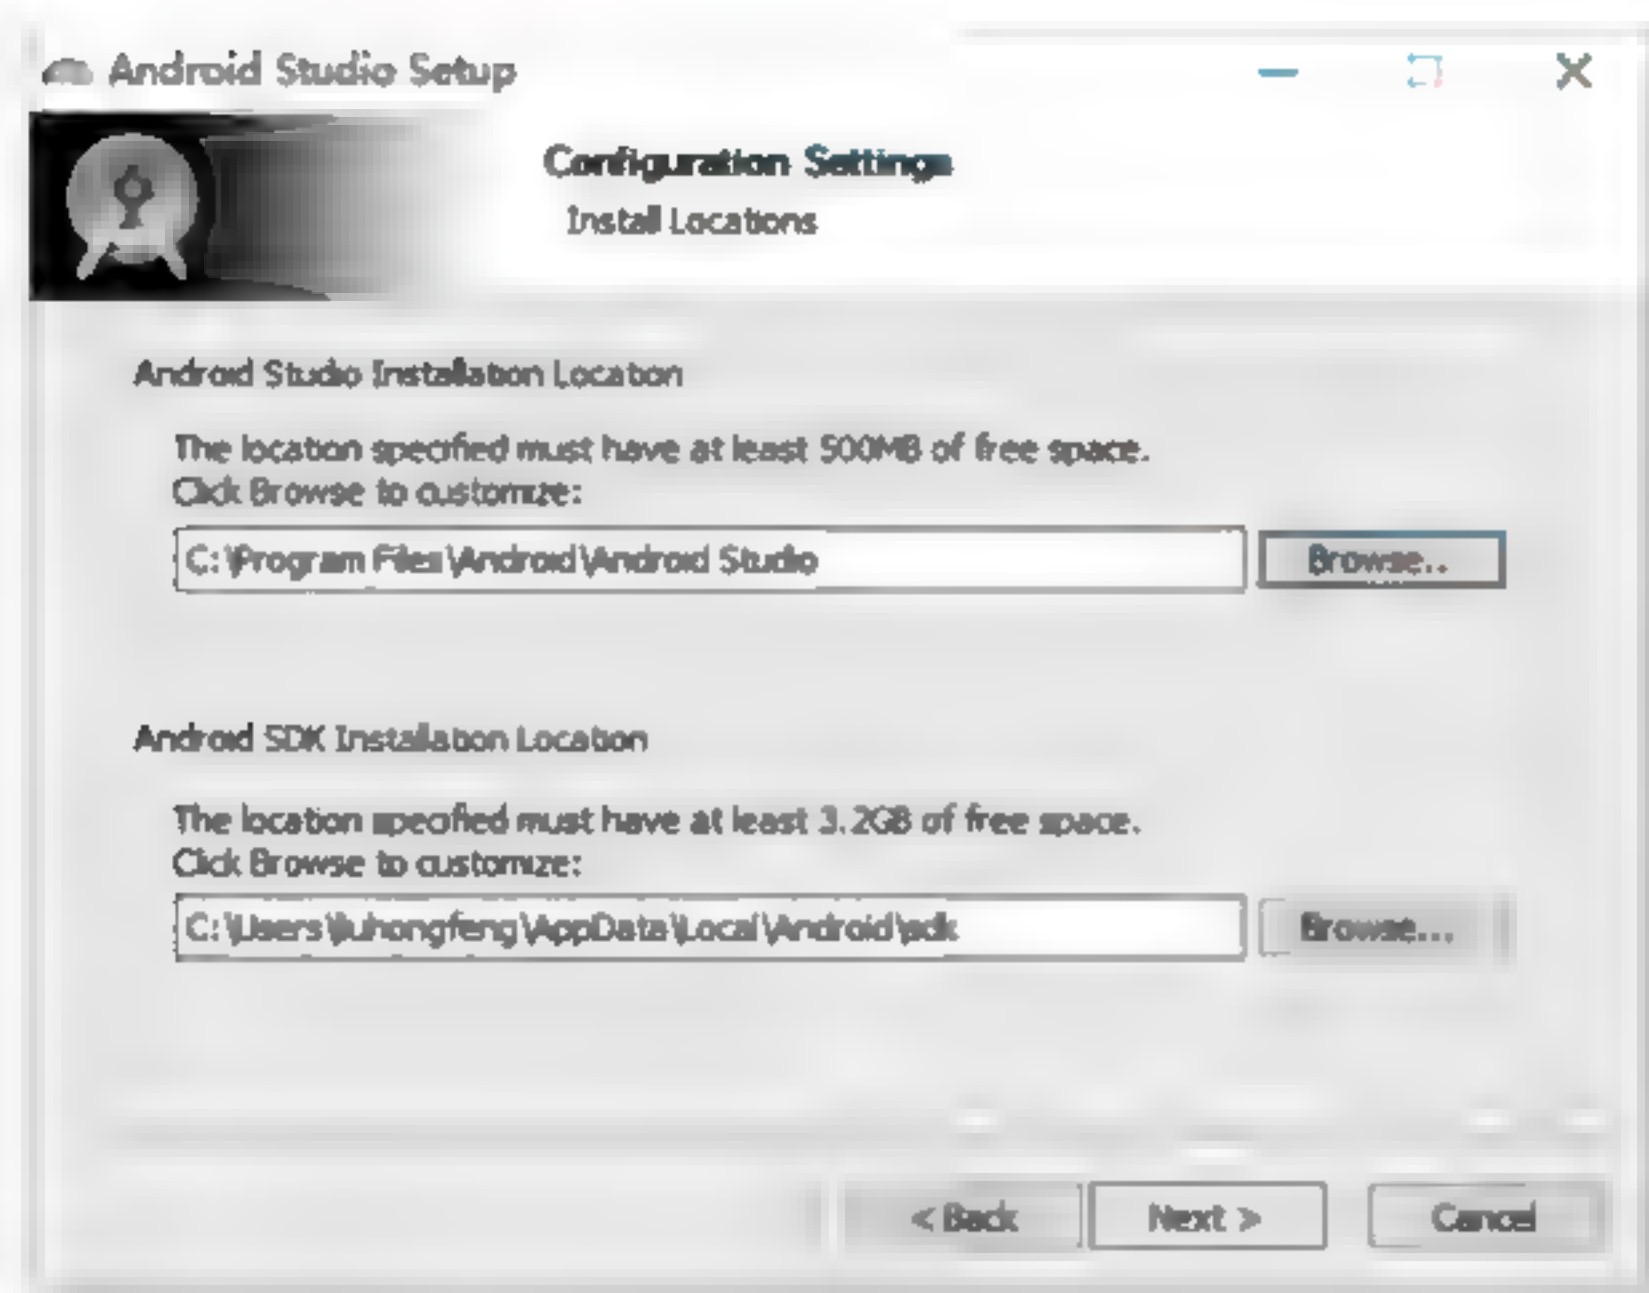 Android Studio Setup
Configuration Settings
Install Locations
Android Studio Installation Location
The location specified must have at least 500MB of free space.
Click Browse to customize:
C:\Program Files\Android\Android Studio
Browse...
Android SDK Installation Location
The location specified must have at least 3.2GB of free space.
Click Browse to customize:
C:\Users\liuhongfeng\AppData\Local\Android\sdk
Browse...
< Back
Next >
Cancel